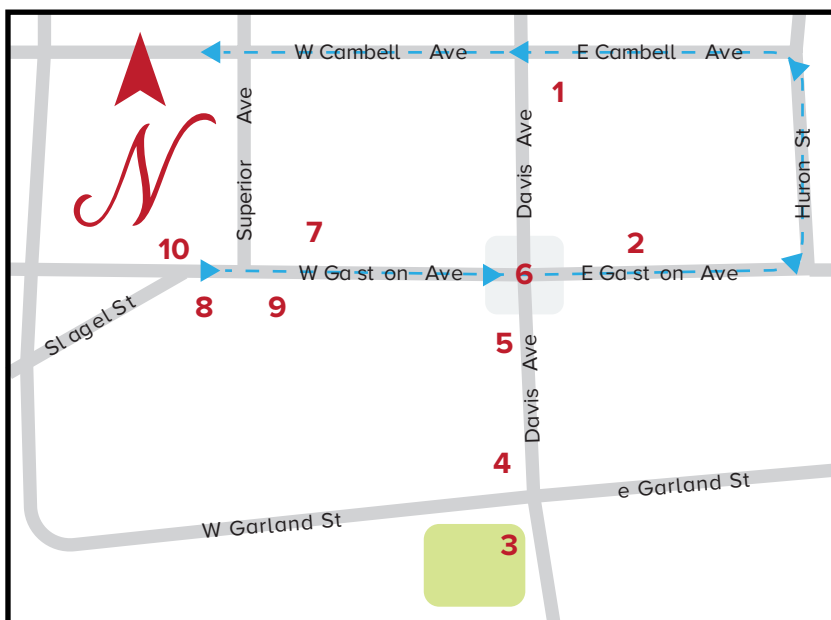 W Cambell Ave
E Cambell Ave
1
Superior Ave
Davis Ave
Huron St
N
7
2
10
W Gaston Ave
6
E Gaston Ave
8
9
Slagel St
5
Davis Ave
4
e Garland St
W Garland St
3